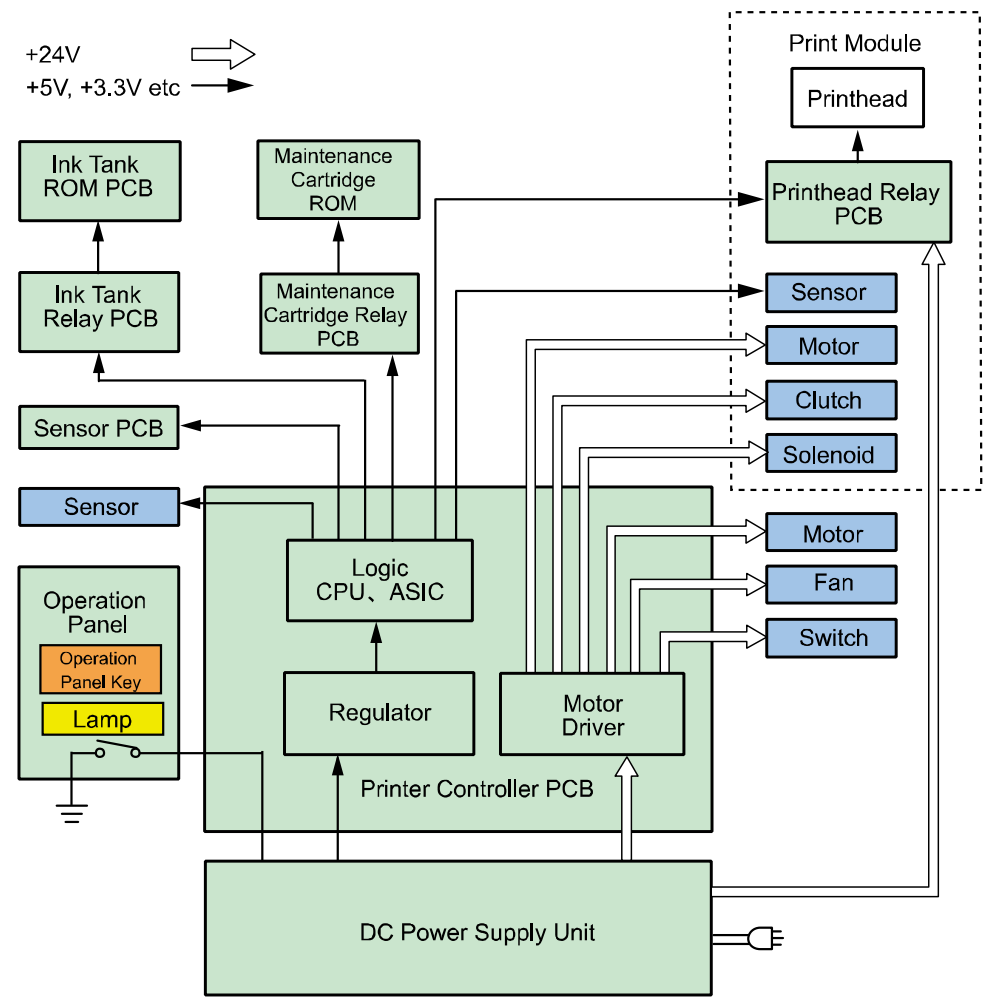 +24V
+5V, +3.3V etc
Print Module
Printhead
Printhead Relay
PCB
Ink Tank
ROM PCB
Maintenance
Cartridge
ROM
Ink Tank
Relay PCB
Maintenance
Cartridge Relay
PCB
Sensor
Motor
Clutch
Solenoid
Sensor PCB
Sensor
Motor
Fan
Switch
Logic
CPU、ASIC
Operation
Panel
Operation
Panel Key
Lamp
Regulator
Motor
Driver
Printer Controller PCB
DC Power Supply Unit